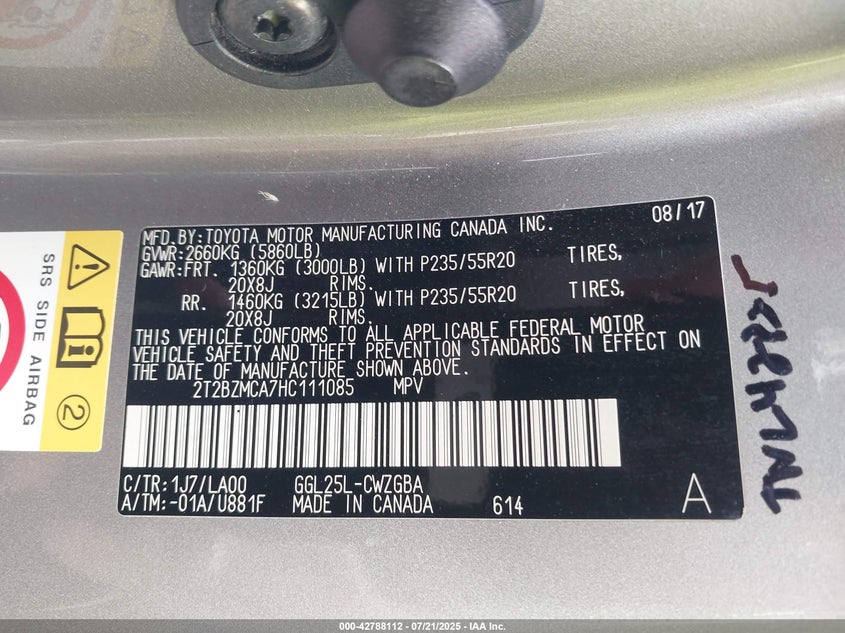 08/17
MFD.BY:TOYOTA MOTOR MANUFACTURING CANADA INC.
GVWR:2660KG (5860LB)
GAWR:FRT. 1360KG (3000LB) WITH P235/55R20 TIRES,
20X8J RIMS.
RR. 1460KG (3215LB) WITH P235/55R20 TIRES,
20X8J RIMS.
THIS VEHICLE CONFORMS TO ALL APPLICABLE FEDERAL MOTOR
VEHICLE SAFETY AND THEFT PREVENTION STANDARDS IN EFFECT ON
THE DATE OF MANUFACTURE SHOWN ABOVE.
2T2BZMCA7HC111085 MPV
C/TR:1J7/LA00 GGL25L-CWZGBA
A/TM:-01A/U881F MADE IN CANADA 614 A
SRS SIDE AIRBAG
2
000-42788112 - 07/21/2025 - IAA Inc.